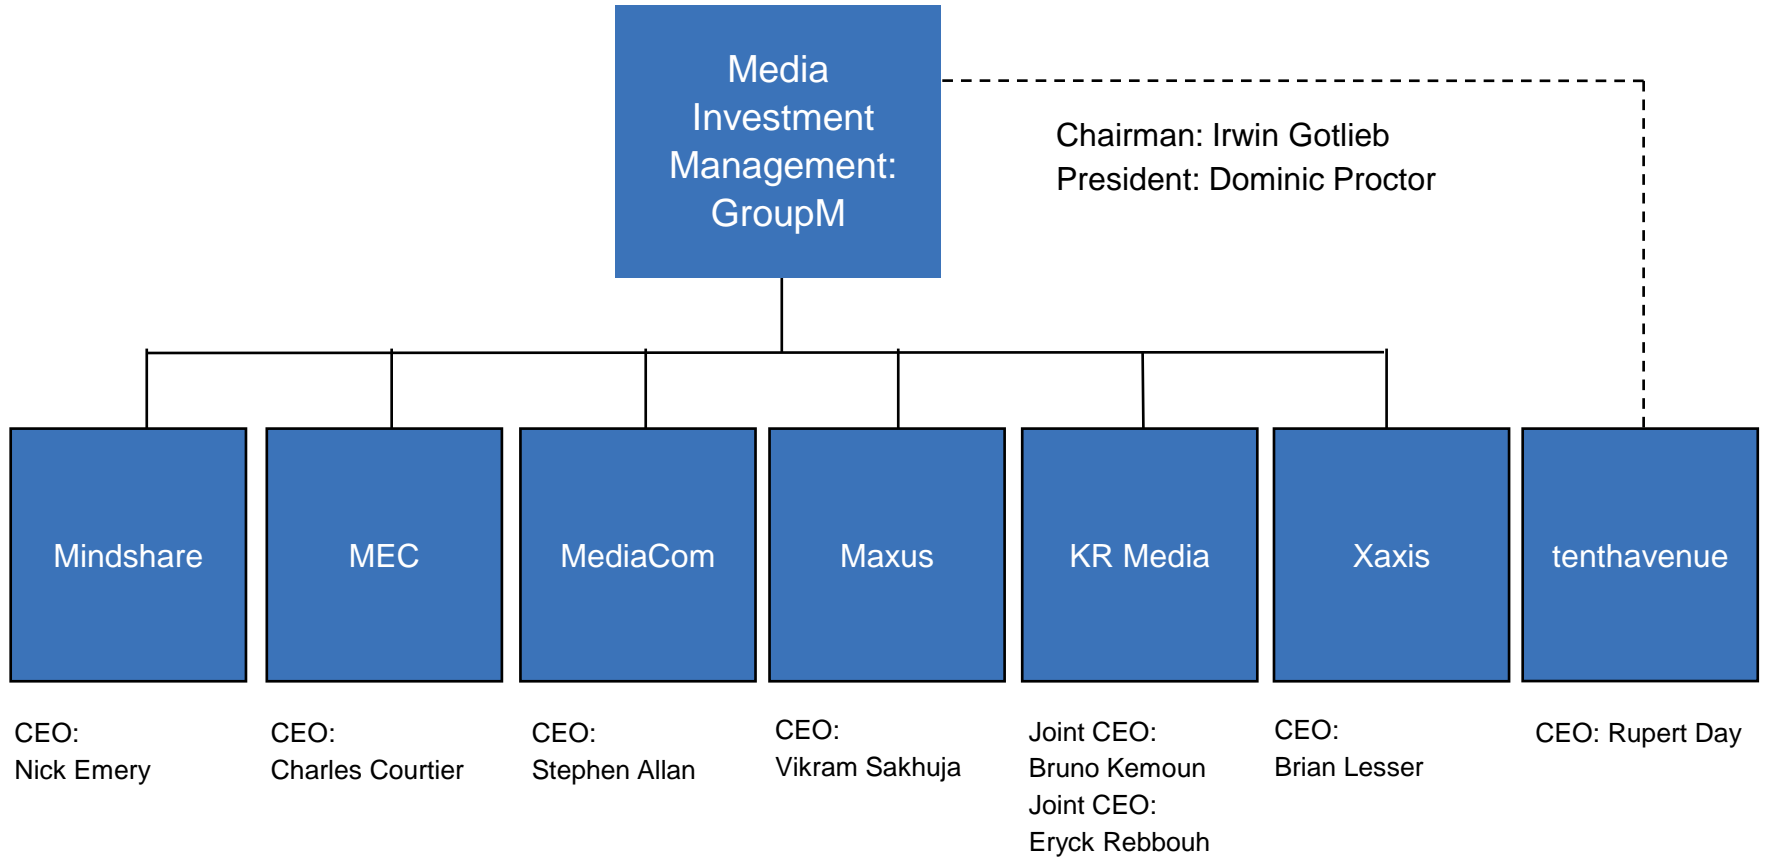 Media
Investment
Management:
GroupM
Chairman: Irwin Gotlieb
President: Dominic Proctor
Mindshare
MEC
MediaCom
Maxus
KR Media
Xaxis
tenthavenue
CEO:
Nick Emery
CEO:
Charles Courtier
CEO:
Stephen Allan
CEO:
Vikram Sakhuja
Joint CEO:
Bruno Kemoun
Joint CEO:
Eryck Rebbouh
CEO:
Brian Lesser
CEO: Rupert Day